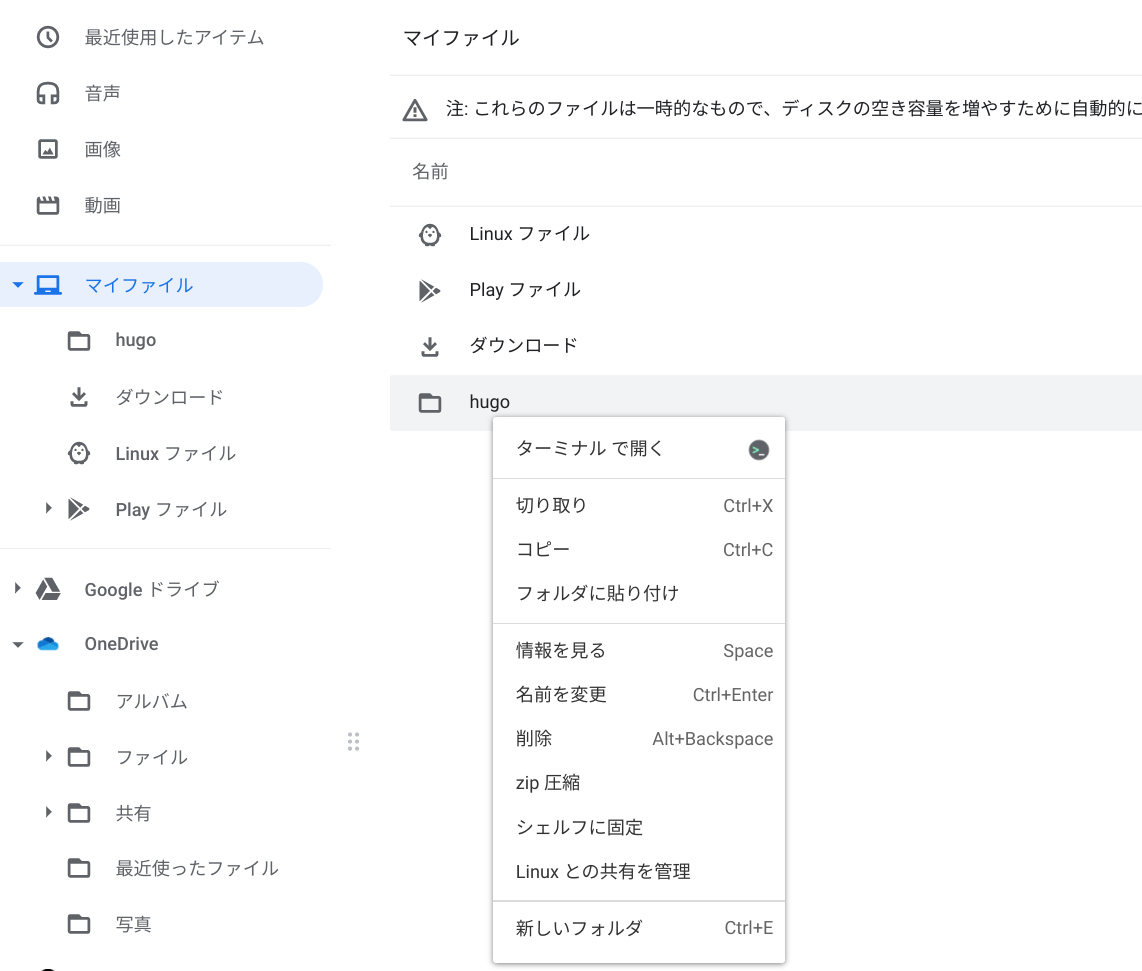 最近使用したアイテム
音声
画像
動画
マイファイル
hugo
ダウンロード
Linux ファイル
Play ファイル
Google ドライブ
OneDrive
アルバム
ファイル
共有
最近使ったファイル
写真
マイファイル
注: これらのファイルは一時的なもので、ディスクの空き容量を増やすために自動的に
名前
Linux ファイル
Play ファイル
ダウンロード
hugo
ターミナル で開く
切り取り Ctrl+X
コピー Ctrl+C
フォルダに貼り付け
情報を見る Space
名前を変更 Ctrl+Enter
削除 Alt+Backspace
zip 圧縮
シェルフに固定
Linux との共有を管理
新しいフォルダ Ctrl+E